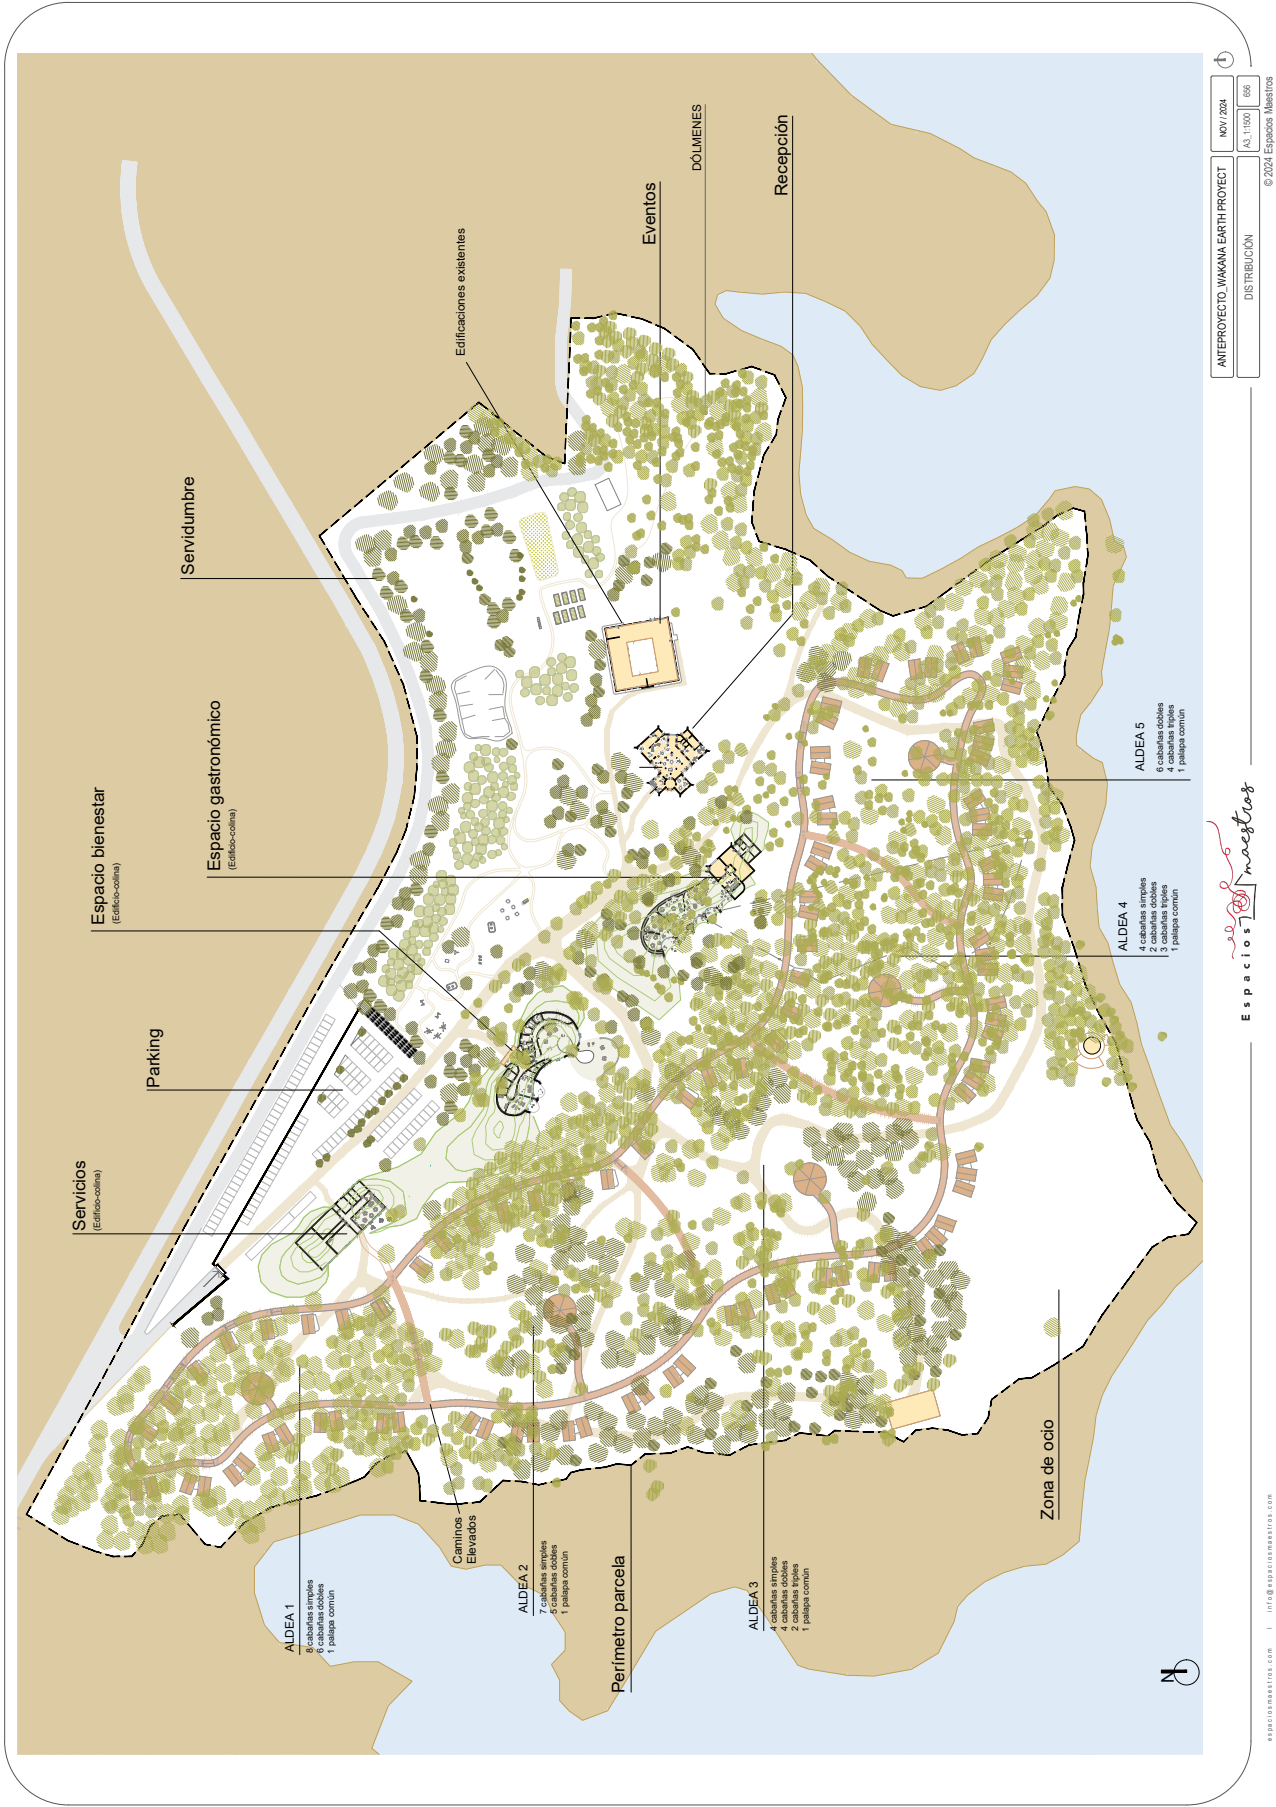 Servicios
(Edificio-colina)
Parking
Espacio bienestar
(Edificio-colina)
Espacio gastronómico
(Edificio-colina)
Servidumbre
Edificaciones existentes
Eventos
DÓLMENES
Recepción
ALDEA 1
8 cabañas simples
6 cabañas dobles
1 palapa común
Caminos
Elevados
ALDEA 2
7 cabañas simples
5 cabañas dobles
1 palapa común
Perímetro parcela
ALDEA 3
4 cabañas simples
4 cabañas dobles
2 cabañas triples
1 palapa común
Zona de ocio
ALDEA 4
4 cabañas simples
2 cabañas dobles
3 cabañas triples
1 palapa común
ALDEA 5
6 cabañas dobles
4 cabañas triples
1 palapa común
N
espaciosmaestros.com | info@espaciosmaestros.com
Espacios maestros
ANTEPROYECTO_WAKANA EARTH PROYECT
NOV / 2024
DISTRIBUCIÓN
A3_1:1500
656
© 2024 Espacios Maestros